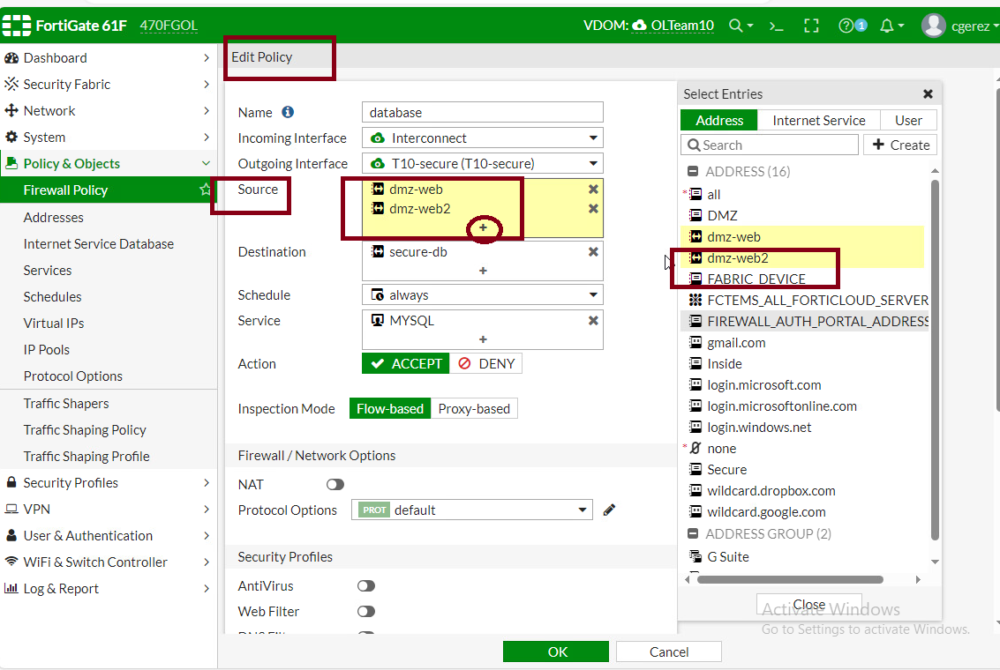 FortiGate 61F 470FGOL VDOM: OLTeam10 1 cgerez
Dashboard
Security Fabric
Network
System
Policy & Objects
Firewall Policy
Addresses
Internet Service Database
Services
Schedules
Virtual IPs
IP Pools
Protocol Options
Traffic Shapers
Traffic Shaping Policy
Traffic Shaping Profile
Security Profiles
VPN
User & Authentication
WiFi & Switch Controller
Log & Report
Edit Policy
Name database
Incoming Interface Interconnect
Outgoing Interface T10-secure (T10-secure)
Source dmz-web
dmz-web2
+
Destination secure-db
+
Schedule always
Service MYSQL
+
Action ACCEPT DENY
Inspection Mode Flow-based Proxy-based
Firewall / Network Options
NAT
Protocol Options PROT default
Security Profiles
AntiVirus
Web Filter
OK Cancel
Select Entries
Address Internet Service User
Search + Create
ADDRESS (16)
* all
DMZ
dmz-web
dmz-web2
FABRIC_DEVICE
FCTEMS_ALL_FORTICLOUD_SERVER
FIREWALL_AUTH_PORTAL_ADDRESS
gmail.com
Inside
login.microsoft.com
login.microsoftonline.com
login.windows.net
* none
Secure
wildcard.dropbox.com
wildcard.google.com
ADDRESS GROUP (2)
G Suite
Close
Activate Windows
Go to Settings to activate Windows.